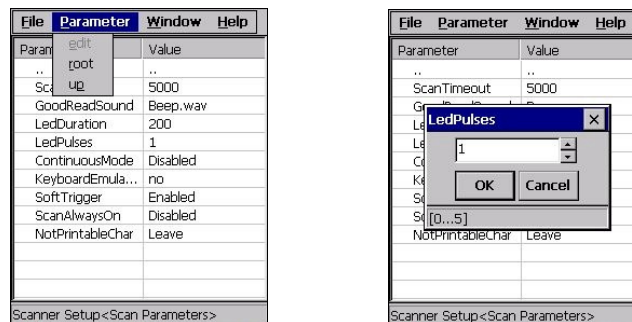 File Parameter Window Help
Param Value
edit
root
up
.. ..
Sca 5000
GoodReadSound Beep.wav
LedDuration 200
LedPulses 1
ContinuousMode Disabled
KeyboardEmula... no
SoftTrigger Enabled
ScanAlwaysOn Disabled
NotPrintableChar Leave
Scanner Setup<Scan Parameters>
File Parameter Window Help
Parameter Value
.. ..
ScanTimeout 5000
LedPulses
1
OK Cancel
[0...5]
NotPrintableChar Leave
Scanner Setup<Scan Parameters>